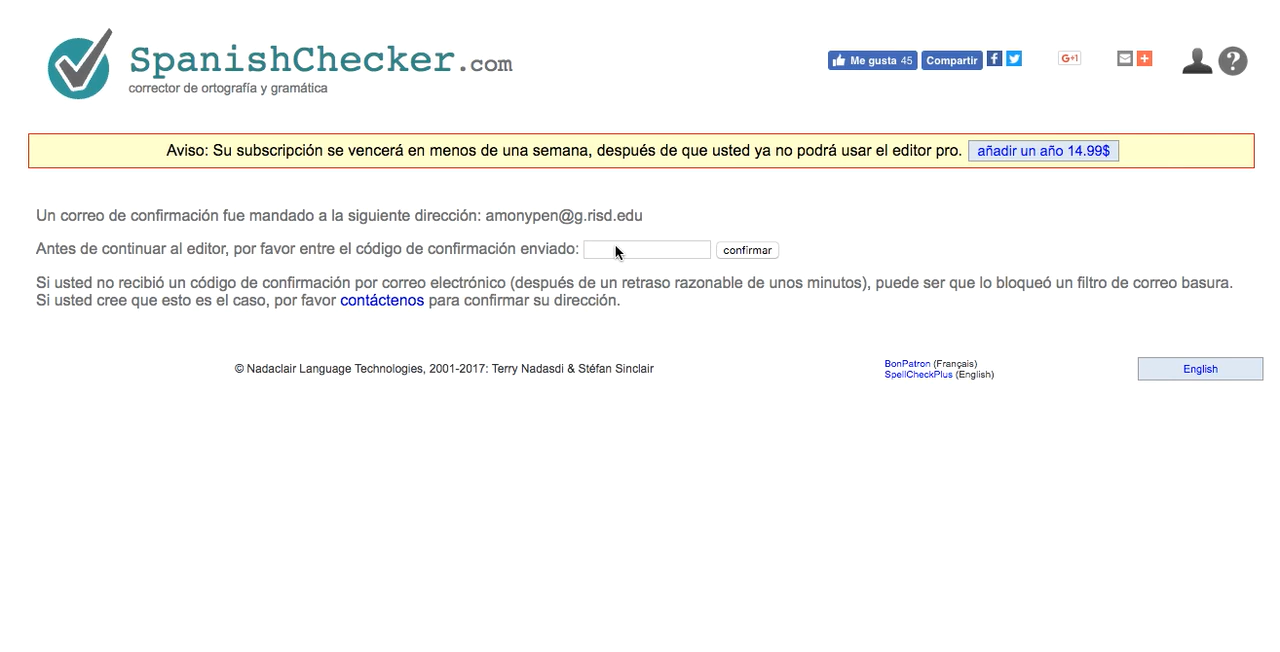 SpanishChecker.com
corrector de ortografía y gramática
Me gusta 45 Compartir f G+1 + ?
Aviso: Su subscripción se vencerá en menos de una semana, después de que usted ya no podrá usar el editor pro. añadir un año 14.99$
Un correo de confirmación fue mandado a la siguiente dirección: amonypen@g.risd.edu
Antes de continuar al editor, por favor entre el código de confirmación enviado: confirmar
Si usted no recibió un código de confirmación por correo electrónico (después de un retraso razonable de unos minutos), puede ser que lo bloqueó un filtro de correo basura.
Si usted cree que esto es el caso, por favor contáctenos para confirmar su dirección.
© Nadaclair Language Technologies, 2001-2017: Terry Nadasdi & Stéfan Sinclair
BonPatron (Français)
SpellCheckPlus (English)
English